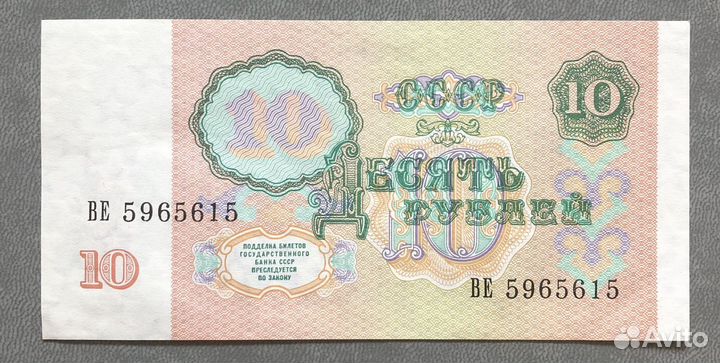 10
СССР
10
ДЕСЯТЬ
10
РУБЛЕЙ
ВЕ 5965615
ПОДДЕЛКА БИЛЕТОВ
ГОСУДАРСТВЕННОГО
БАНКА СССР
ПРЕСЛЕДУЕТСЯ
ПО ЗАКОНУ
10
ВЕ 5965615
Avito